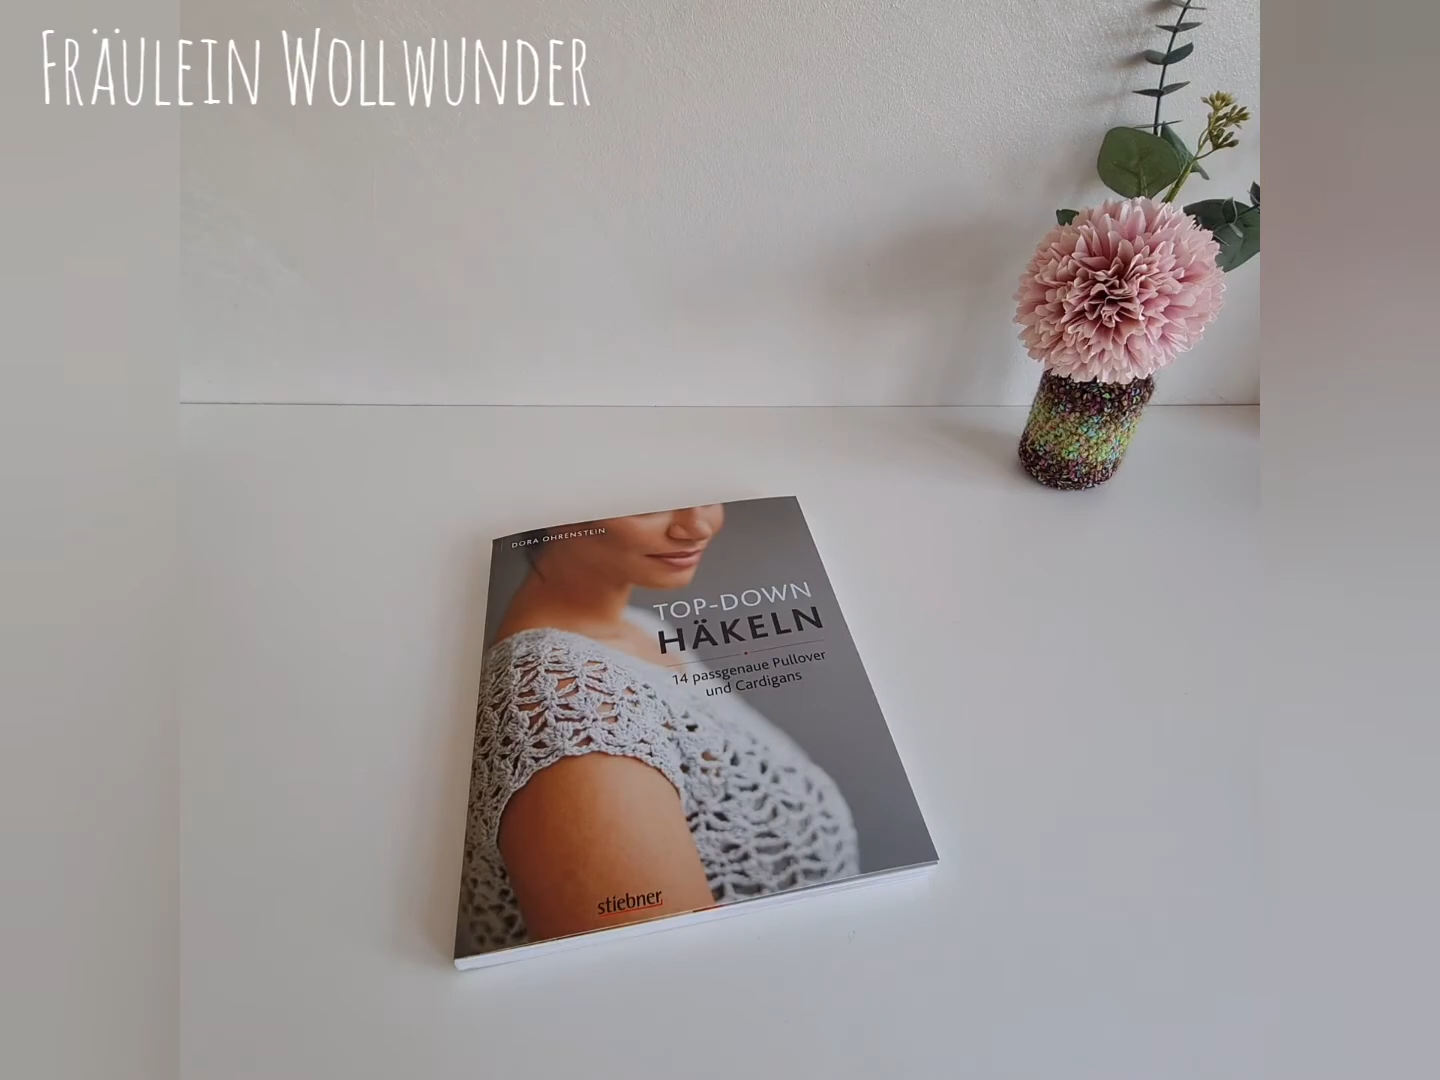 FRÄULEIN WOLLWUNDER
DORA OHRENSTEIN
TOP-DOWN
HÄKELN
14 passgenaue Pullover
und Cardigans
stiebner